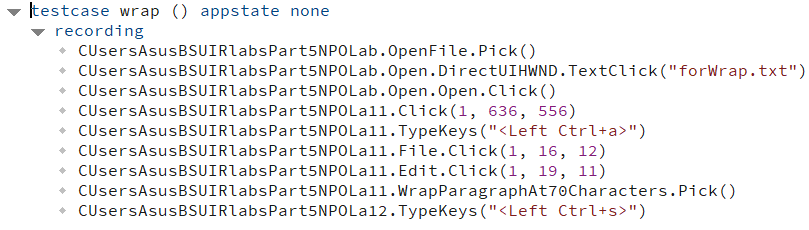 testcase wrap () appstate none
recording
CUsersAsusBSUIRlabsPart5NPOLab.OpenFile.Pick()
CUsersAsusBSUIRlabsPart5NPOLab.Open.DirectUIHWND.TextClick("forWrap.txt")
CUsersAsusBSUIRlabsPart5NPOLab.Open.Open.Click()
CUsersAsusBSUIRlabsPart5NPOLa11.Click(1, 636, 556)
CUsersAsusBSUIRlabsPart5NPOLa11.TypeKeys("<Left Ctrl+a>")
CUsersAsusBSUIRlabsPart5NPOLa11.File.Click(1, 16, 12)
CUsersAsusBSUIRlabsPart5NPOLa11.Edit.Click(1, 19, 11)
CUsersAsusBSUIRlabsPart5NPOLa11.WrapParagraphAt70Characters.Pick()
CUsersAsusBSUIRlabsPart5NPOLa12.TypeKeys("<Left Ctrl+s>")